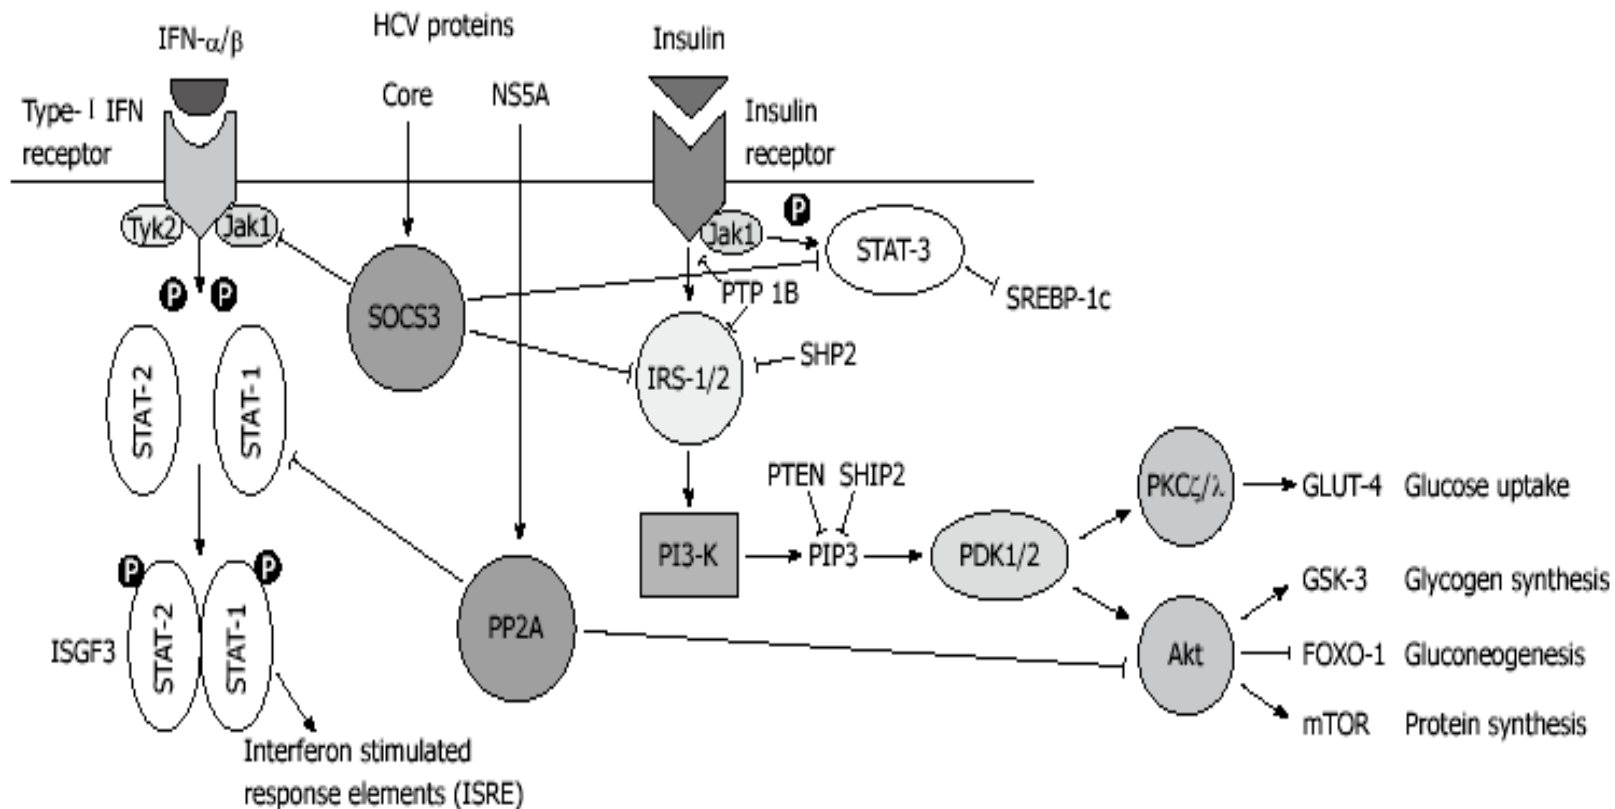 HCV proteins
IFN-α/β
Insulin
Core
NS5A
Type-I IFN
receptor
Insulin
receptor
Tyk2
Jak1
Jak1
P
STAT-3
P
P
PTP 1B
SREBP-1c
SOCS3
SHP2
IRS-1/2
STAT-2
STAT-1
PTEN
SHIP2
PKCζ/λ
GLUT-4 Glucose uptake
PI3-K
PIP3
PDK1/2
P
P
GSK-3 Glycogen synthesis
ISGF3
STAT-2
STAT-1
PP2A
Akt
FOXO-1 Gluconeogenesis
mTOR Protein synthesis
Interferon stimulated
response elements (ISRE)